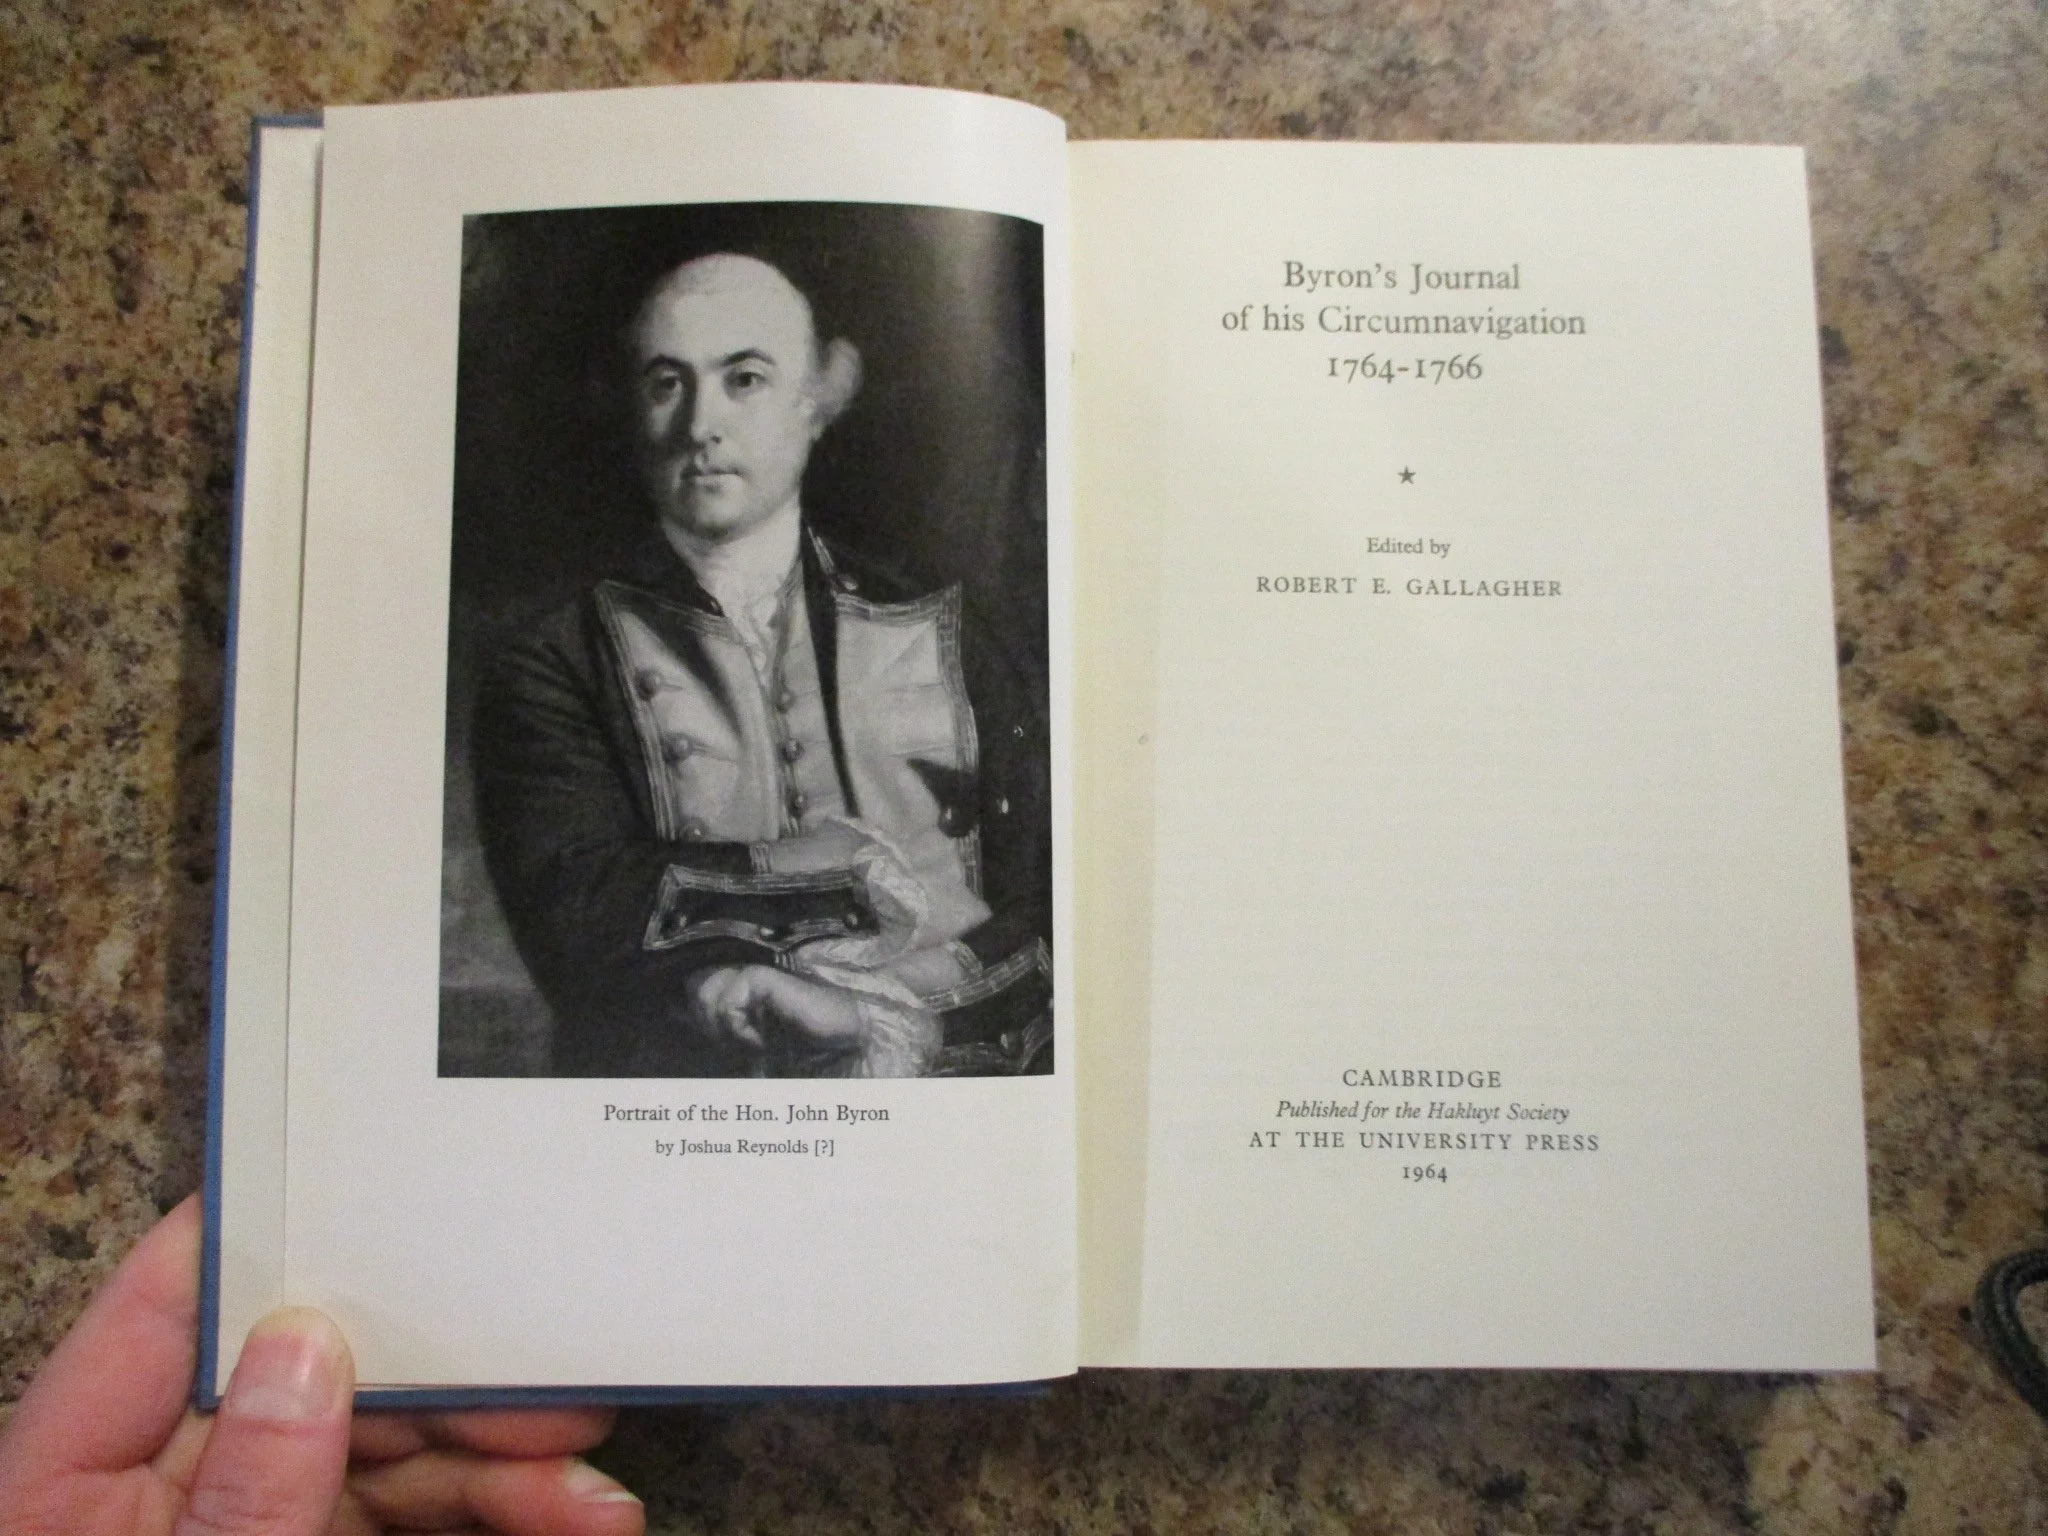 Portrait of the Hon. John Byron
by Joshua Reynolds [?]
Byron's Journal
of his Circumnavigation
1764-1766
★
Edited by
ROBERT E. GALLAGHER
CAMBRIDGE
Published for the Hakluyt Society
AT THE UNIVERSITY PRESS
1964